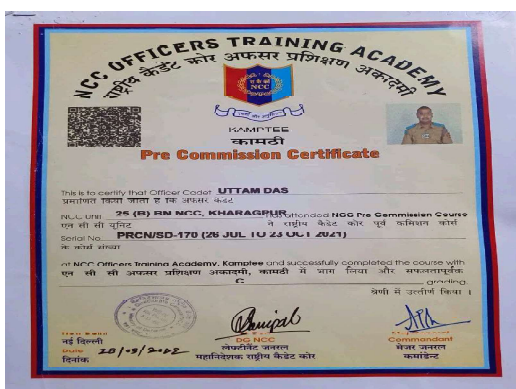 NCC OFFICERS TRAINING ACADEMY
राष्ट्रीय कैडेट कोर अफसर प्रशिक्षण अकादमी
NCC
KAMPTEE
कामठी
Pre Commission Certificate
This is to certify that Officer Cadet UTTAM DAS
प्रमाणित किया जाता है कि अफसर कैडेट
NCC Unit 25 (B) BN NCC, KHARAGPUR has attended NCC Pre Commission Course
एन सी सी यूनिट ने राष्ट्रीय कैडेट कोर पूर्व कमिशन कोर्स
Serial No. PRCN/SD-170 (26 JUL TO 23 OCT 2021)
के कोर्स संख्या
at NCC Officers Training Academy, Kamptee and successfully completed the course with
एन सी सी अफसर प्रशिक्षण अकादमी, कामठी में भाग लिया और सफलतापूर्वक
C grading.
श्रेणी में उत्तीर्ण किया ।
नई दिल्ली
Date
दिनांक
DG NCC
लेफ्टीनेंट जनरल
महानिदेशक राष्ट्रीय कैडेट कोर
Commandant
मेजर जनरल
कमांडेंट